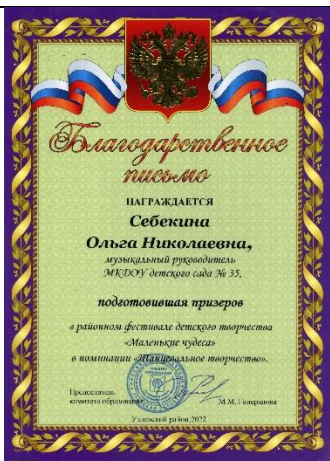 Благодарственное
письмо
НАГРАЖДАЕТСЯ
Себекина
Ольга Николаевна,
музыкальный руководитель
МКДОУ детского сада № 35,
подготовившая призеров
в районном фестивале детского творчества
«Маленькие чудеса»
в номинации «Танцевальное творчество».
Председатель
комитета образования
М.М.
Узловский район, 2022